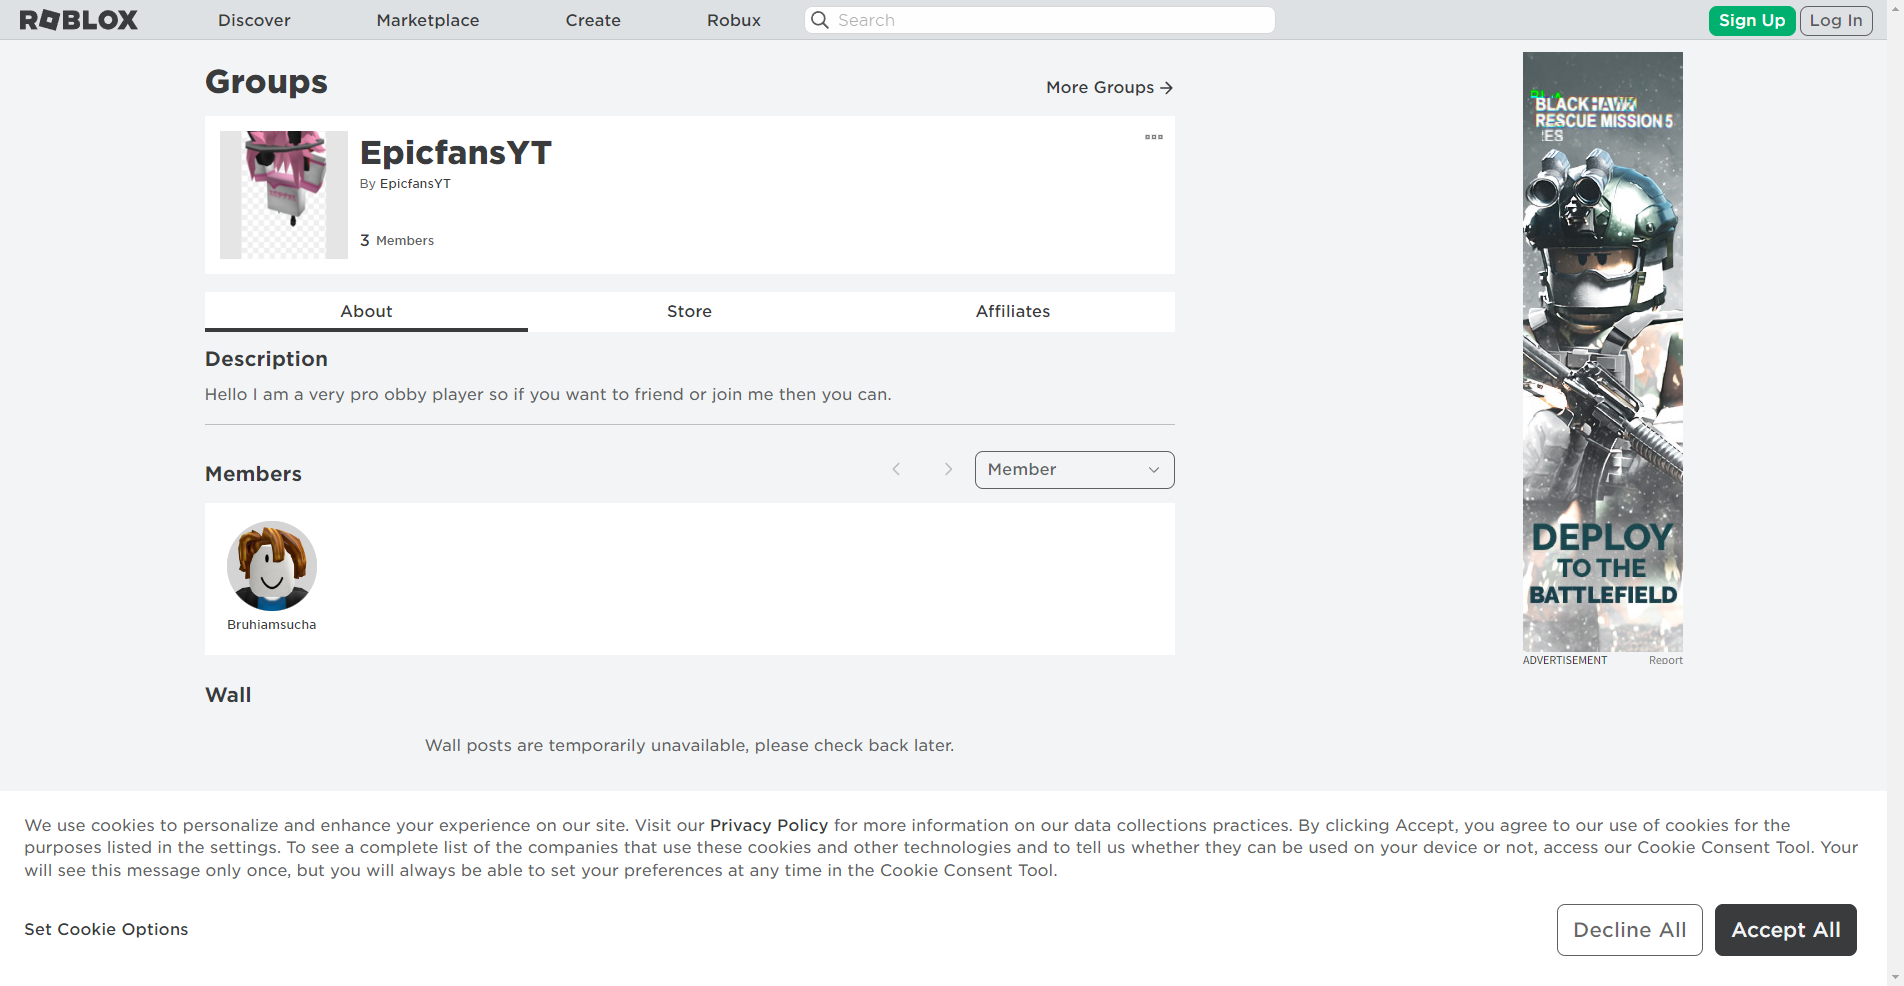 ROBLOX
Discover
Marketplace
Create
Robux
Search
Sign Up
Log In
Groups
More Groups
EpicfansYT
By EpicfansYT
3 Members
About
Store
Affiliates
Description
Hello I am a very pro obby player so if you want to friend or join me then you can.
Members
Member
Bruhiamsucha
Wall
Wall posts are temporarily unavailable, please check back later.
BLACK HAWK
RESCUE MISSION 5
DEPLOY
TO THE
BATTLEFIELD
ADVERTISEMENT
Report
We use cookies to personalize and enhance your experience on our site. Visit our Privacy Policy for more information on our data collections practices. By clicking Accept, you agree to our use of cookies for the
purposes listed in the settings. To see a complete list of the companies that use these cookies and other technologies and to tell us whether they can be used on your device or not, access our Cookie Consent Tool. Your
will see this message only once, but you will always be able to set your preferences at any time in the Cookie Consent Tool.
Set Cookie Options
Decline All
Accept All